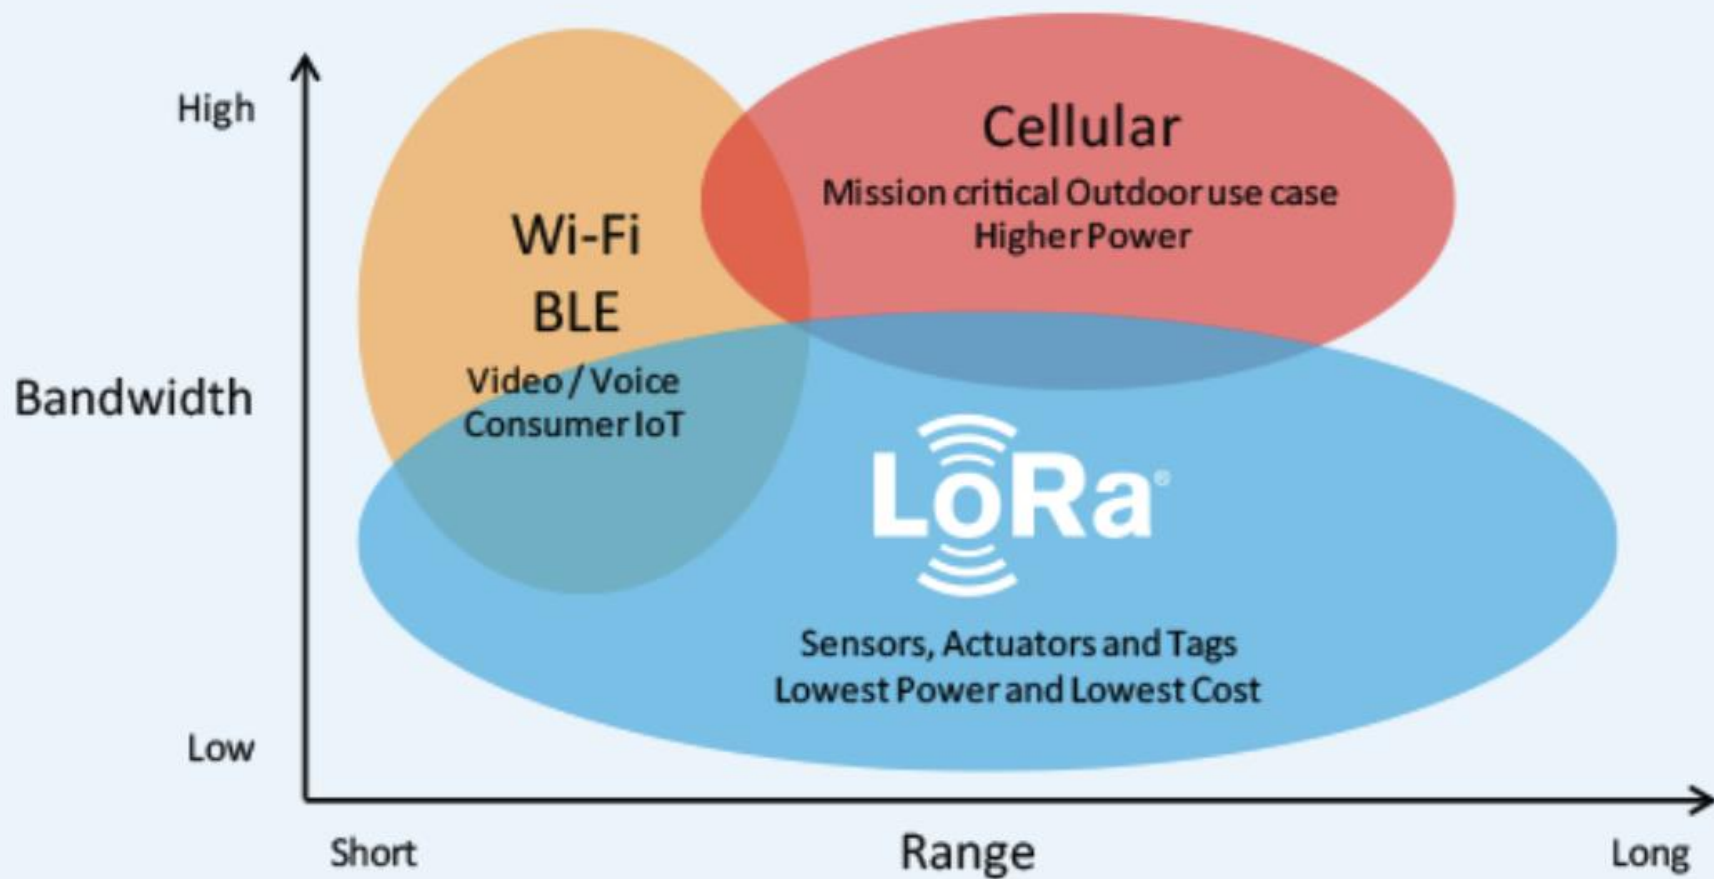 High
Cellular
Mission critical Outdoor use case
Higher Power
Wi-Fi
BLE
Video / Voice
Consumer IoT
Bandwidth
LoRa®
Sensors, Actuators and Tags
Lowest Power and Lowest Cost
Low
Short
Range
Long